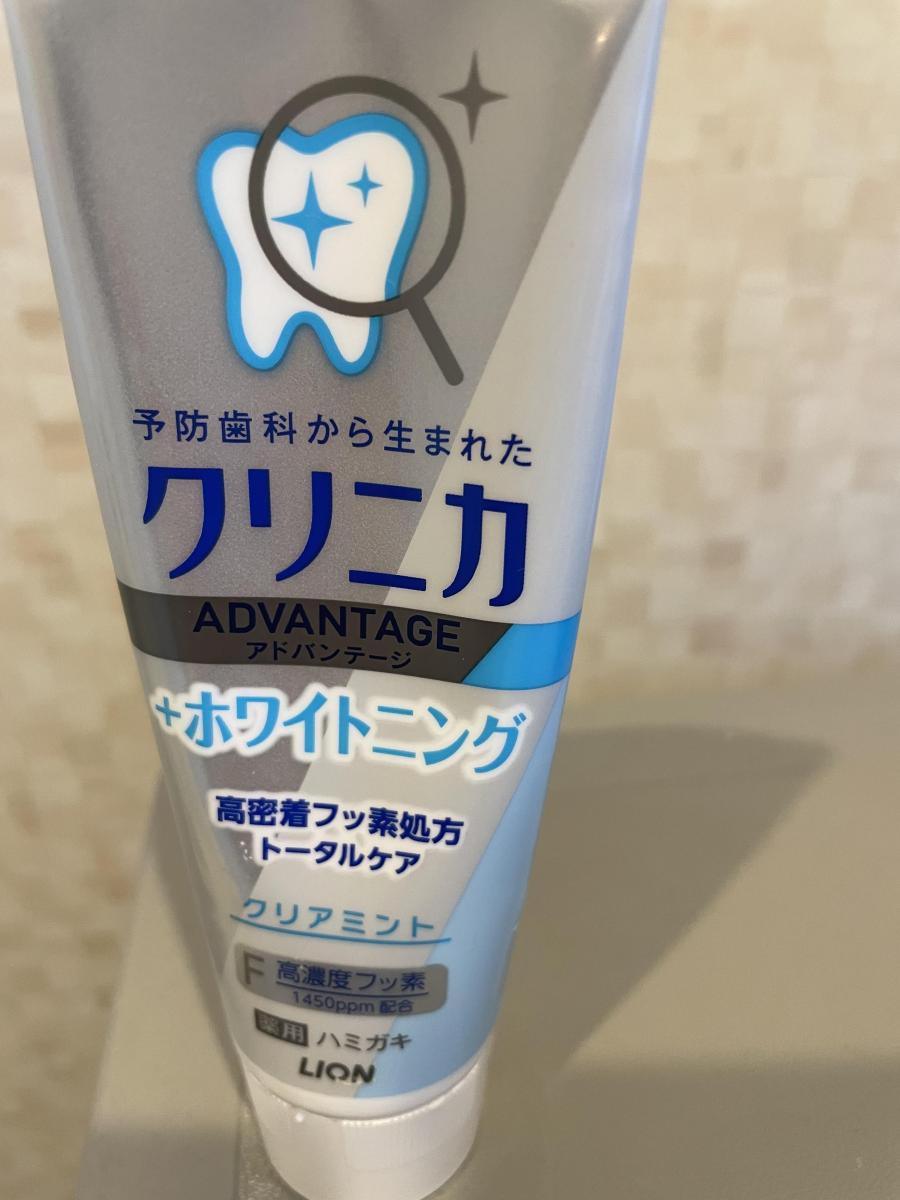 予防歯科から生まれた
クリニカ
ADVANTAGE
アドバンテージ
+ホワイトニング
高密着フッ素処方
トータルケア
クリアミント
F 高濃度フッ素
1450ppm 配合
薬用 ハミガキ
LION